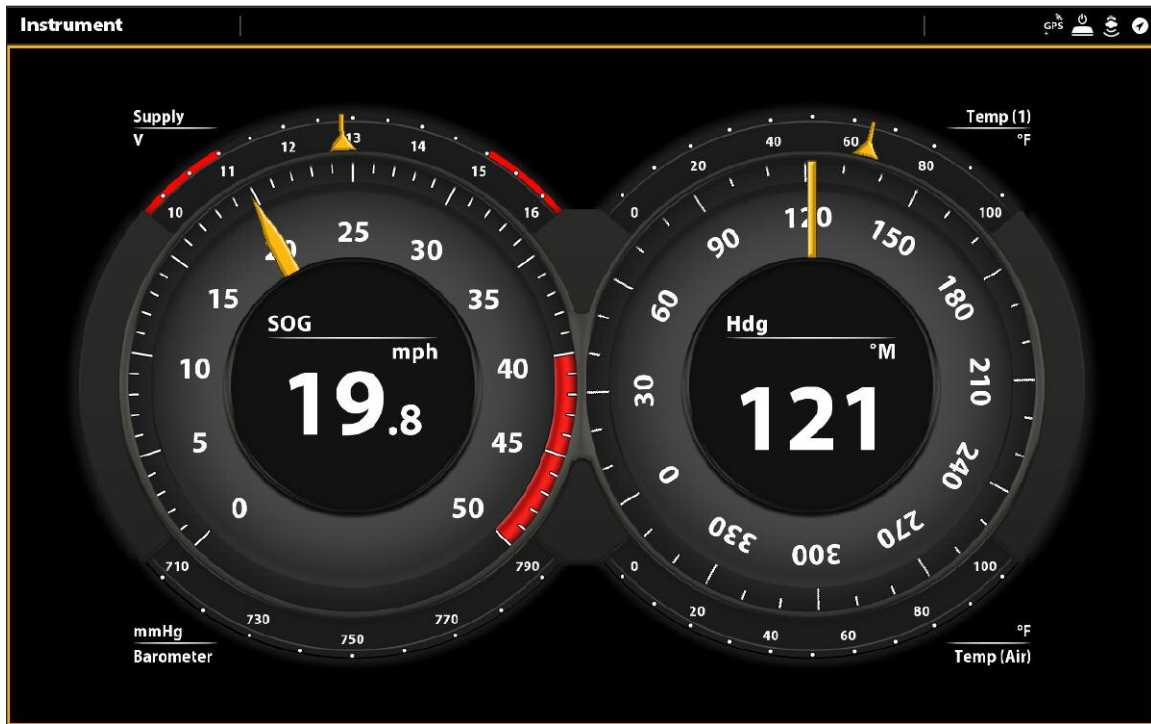 Instrument
GPS
Supply
V
10 11 12 13 14 15 16
Temp (1)
°F
0 20 40 60 80 100
0 5 10 15 20 25 30 35 40 45 50
SOG
mph
19.8
0 30 60 90 120 150 180 210 240 270 300 330
Hdg
°M
121
710 730 750 770 790
mmHg
Barometer
0 20 40 60 80 100
°F
Temp (Air)